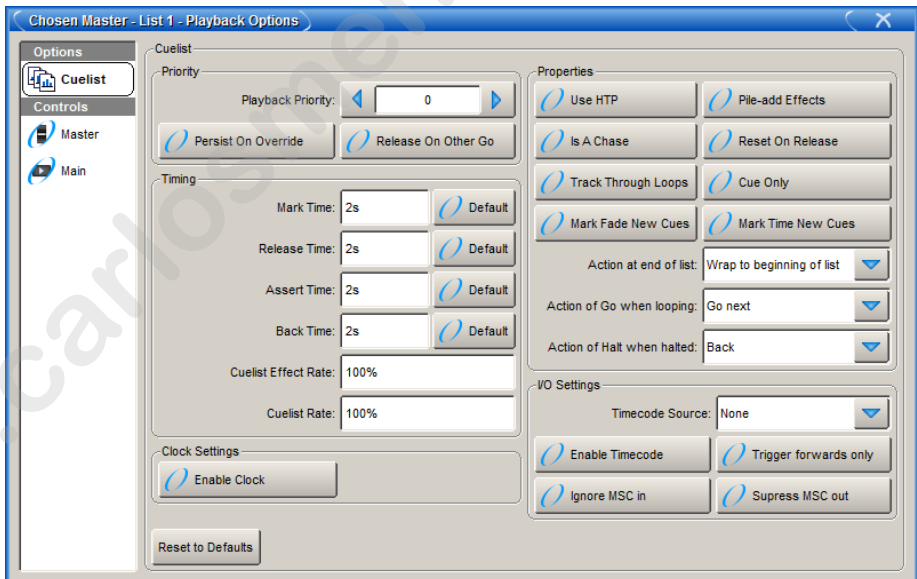 Chosen Master - List 1 - Playback Options
Options
Cuelist
Controls
Master
Main
Cuelist
Priority
Playback Priority: 0
Persist On Override
Release On Other Go
Timing
Mark Time: 2s Default
Release Time: 2s Default
Assert Time: 2s Default
Back Time: 2s Default
Cuelist Effect Rate: 100%
Cuelist Rate: 100%
Clock Settings
Enable Clock
Reset to Defaults
Properties
Use HTP
Pile-add Effects
Is A Chase
Reset On Release
Track Through Loops
Cue Only
Mark Fade New Cues
Mark Time New Cues
Action at end of list: Wrap to beginning of list
Action of Go when looping: Go next
Action of Halt when halted: Back
I/O Settings
Timecode Source: None
Enable Timecode
Trigger forwards only
Ignore MSC in
Supress MSC out